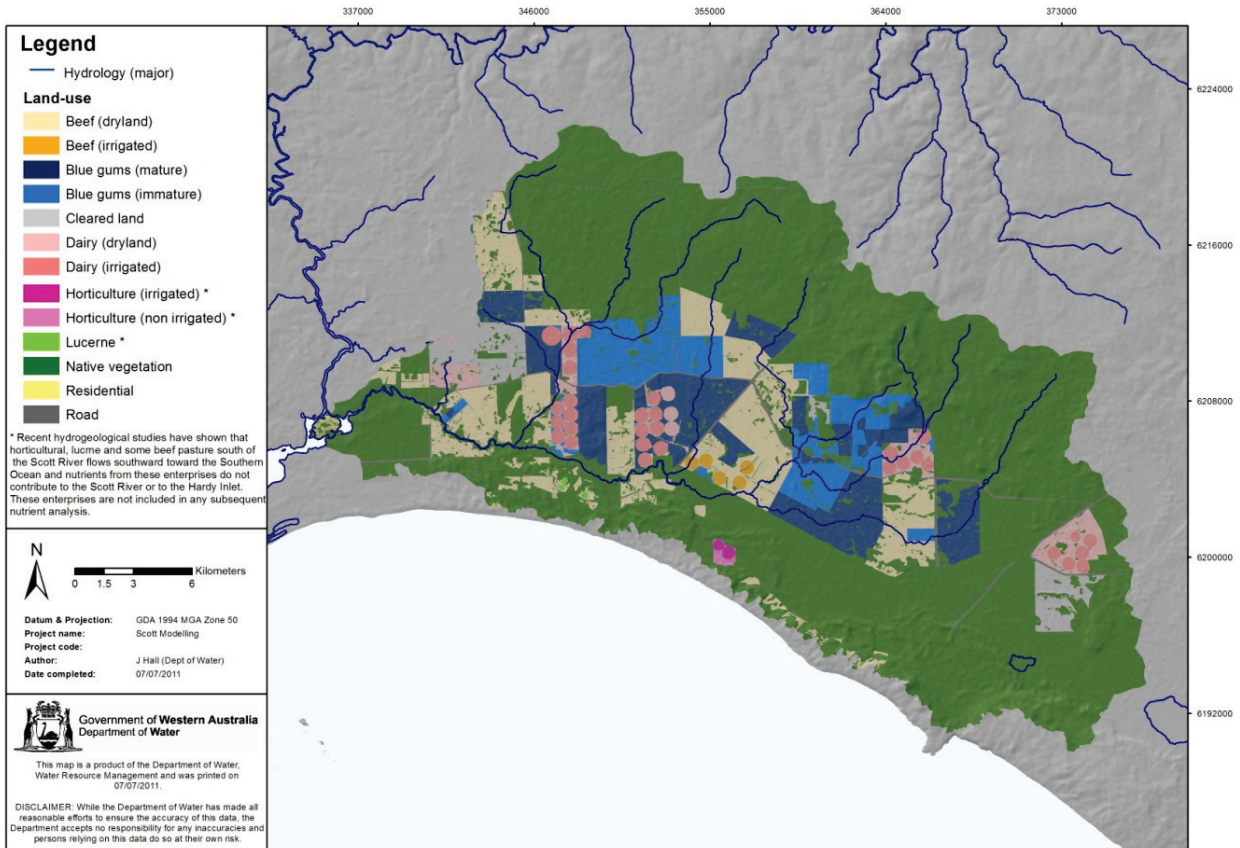 337000
346000
355000
364000
373000
Legend
Hydrology (major)
Land-use
Beef (dryland)
Beef (irrigated)
Blue gums (mature)
Blue gums (immature)
Cleared land
Dairy (dryland)
Dairy (irrigated)
Horticulture (irrigated) *
Horticulture (non irrigated) *
Lucerne *
Native vegetation
Residential
Road
* Recent hydrogeological studies have shown that
horticultural, lucrne and some beef pasture south of
the Scott River flows southward toward the Southern
Ocean and nutrients from these enterprises do not
contribute to the Scott River or to the Hardy Inlet.
These enterprises are not included in any subsequent
nutrient analysis.
N
Kilometers
0 1.5 3 6
Datum & Projection: GDA 1994 MGA Zone 50
Project name: Scott Modelling
Project code:
Author: J Hall (Dept of Water)
Date completed: 07/07/2011
Government of Western Australia
Department of Water
This map is a product of the Department of Water,
Water Resource Management and was printed on
07/07/2011.
DISCLAIMER: While the Department of Water has made all
reasonable efforts to ensure the accuracy of this data, the
Department accepts no responsibility for any inaccuracies and
persons relying on this data do so at their own risk.
6224000
6216000
6208000
6200000
6192000